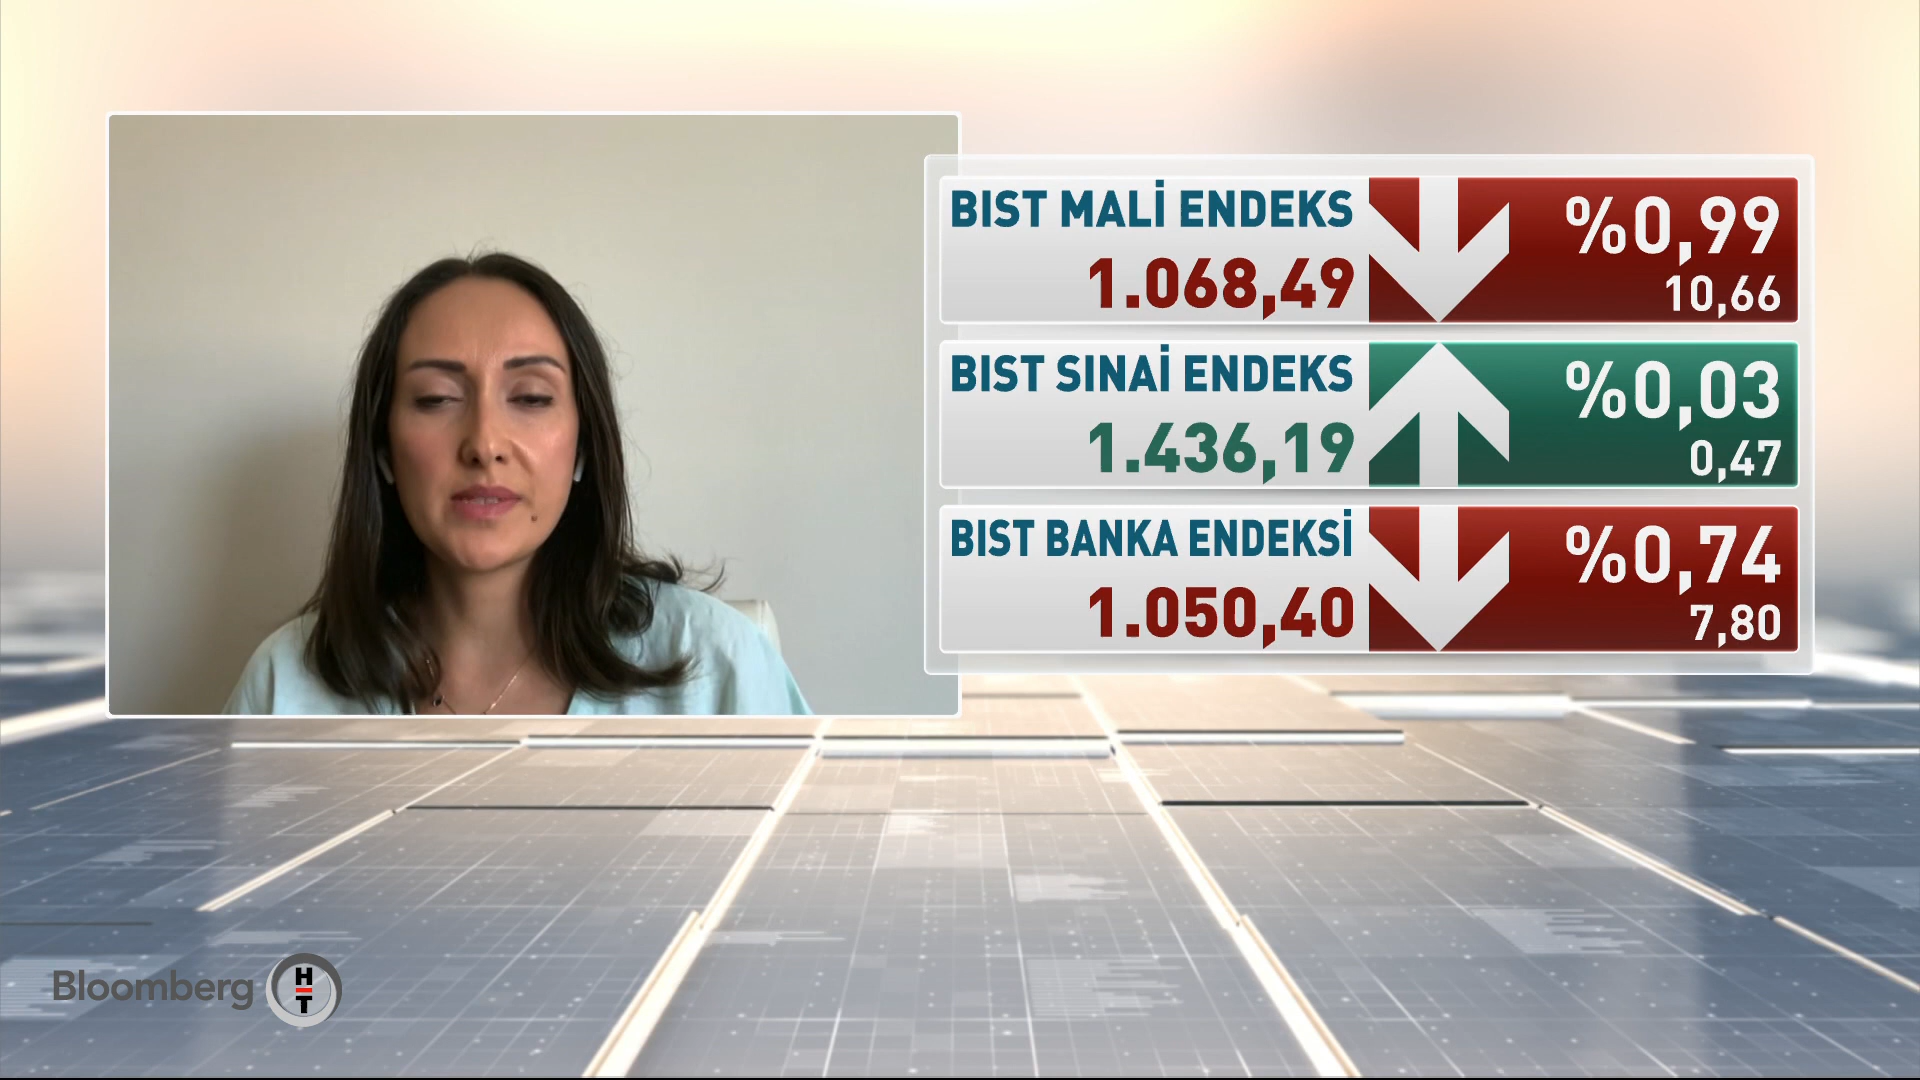 BIST MALİ ENDEKS
1.068,49
%0,99
10,66
BIST SINAİ ENDEKS
1.436,19
%0,03
0,47
BIST BANKA ENDEKSİ
1.050,40
%0,74
7,80
Bloomberg HT